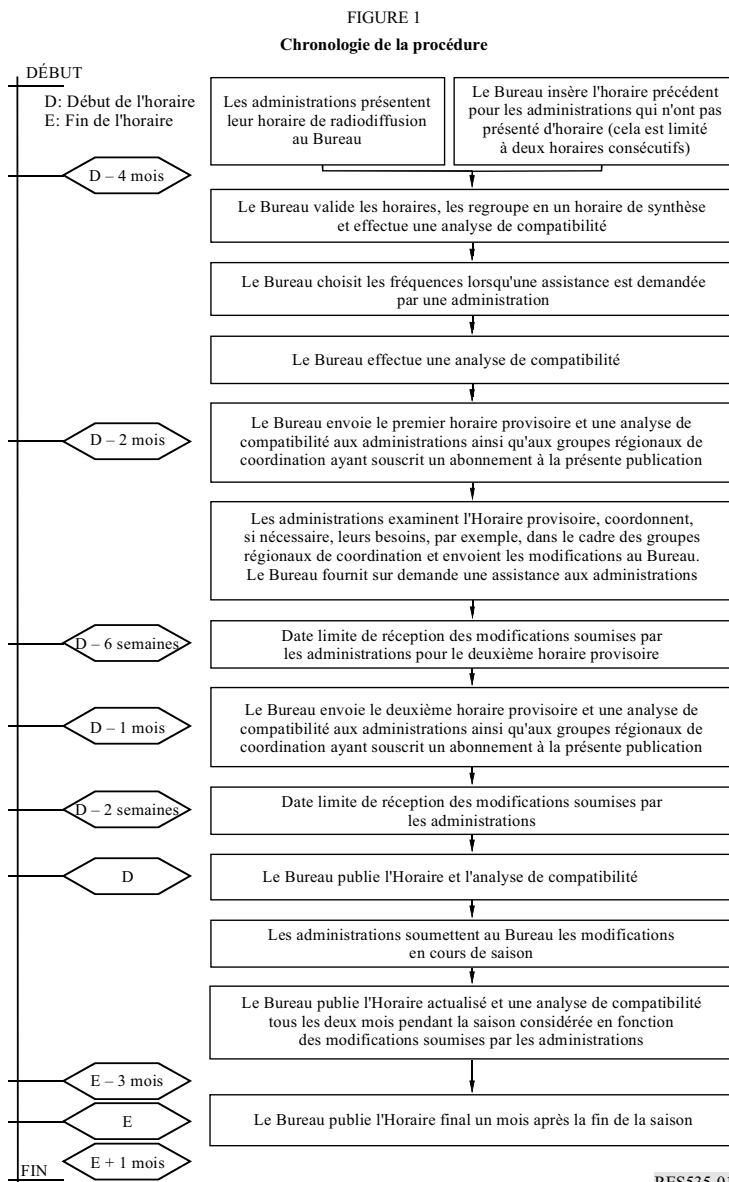 FIGURE 1
Chronologie de la procédure
DÉBUT
D: Début de l'horaire
E: Fin de l'horaire
Les administrations présentent
leur horaire de radiodiffusion
au Bureau
Le Bureau insère l'horaire précédent
pour les administrations qui n'ont pas
présenté d'horaire (cela est limité
à deux horaires consécutifs)
D – 4 mois
Le Bureau valide les horaires, les regroupe en un horaire de synthèse
et effectue une analyse de compatibilité
Le Bureau choisit les fréquences lorsqu'une assistance est demandée
par une administration
Le Bureau effectue une analyse de compatibilité
D – 2 mois
Le Bureau envoie le premier horaire provisoire et une analyse de
compatibilité aux administrations ainsi qu'aux groupes régionaux de
coordination ayant souscrit un abonnement à la présente publication
Les administrations examinent l'Horaire provisoire, coordonnent,
si nécessaire, leurs besoins, par exemple, dans le cadre des groupes
régionaux de coordination et envoient les modifications au Bureau.
Le Bureau fournit sur demande une assistance aux administrations
D – 6 semaines
Date limite de réception des modifications soumises par
les administrations pour le deuxième horaire provisoire
D – 1 mois
Le Bureau envoie le deuxième horaire provisoire et une analyse de
compatibilité aux administrations ainsi qu'aux groupes régionaux de
coordination ayant souscrit un abonnement à la présente publication
D – 2 semaines
Date limite de réception des modifications soumises par
les administrations
D
Le Bureau publie l'Horaire et l'analyse de compatibilité
Les administrations soumettent au Bureau les modifications
en cours de saison
Le Bureau publie l'Horaire actualisé et une analyse de compatibilité
tous les deux mois pendant la saison considérée en fonction
des modifications soumises par les administrations
E – 3 mois
E
Le Bureau publie l'Horaire final un mois après la fin de la saison
E + 1 mois
FIN
RES535-01